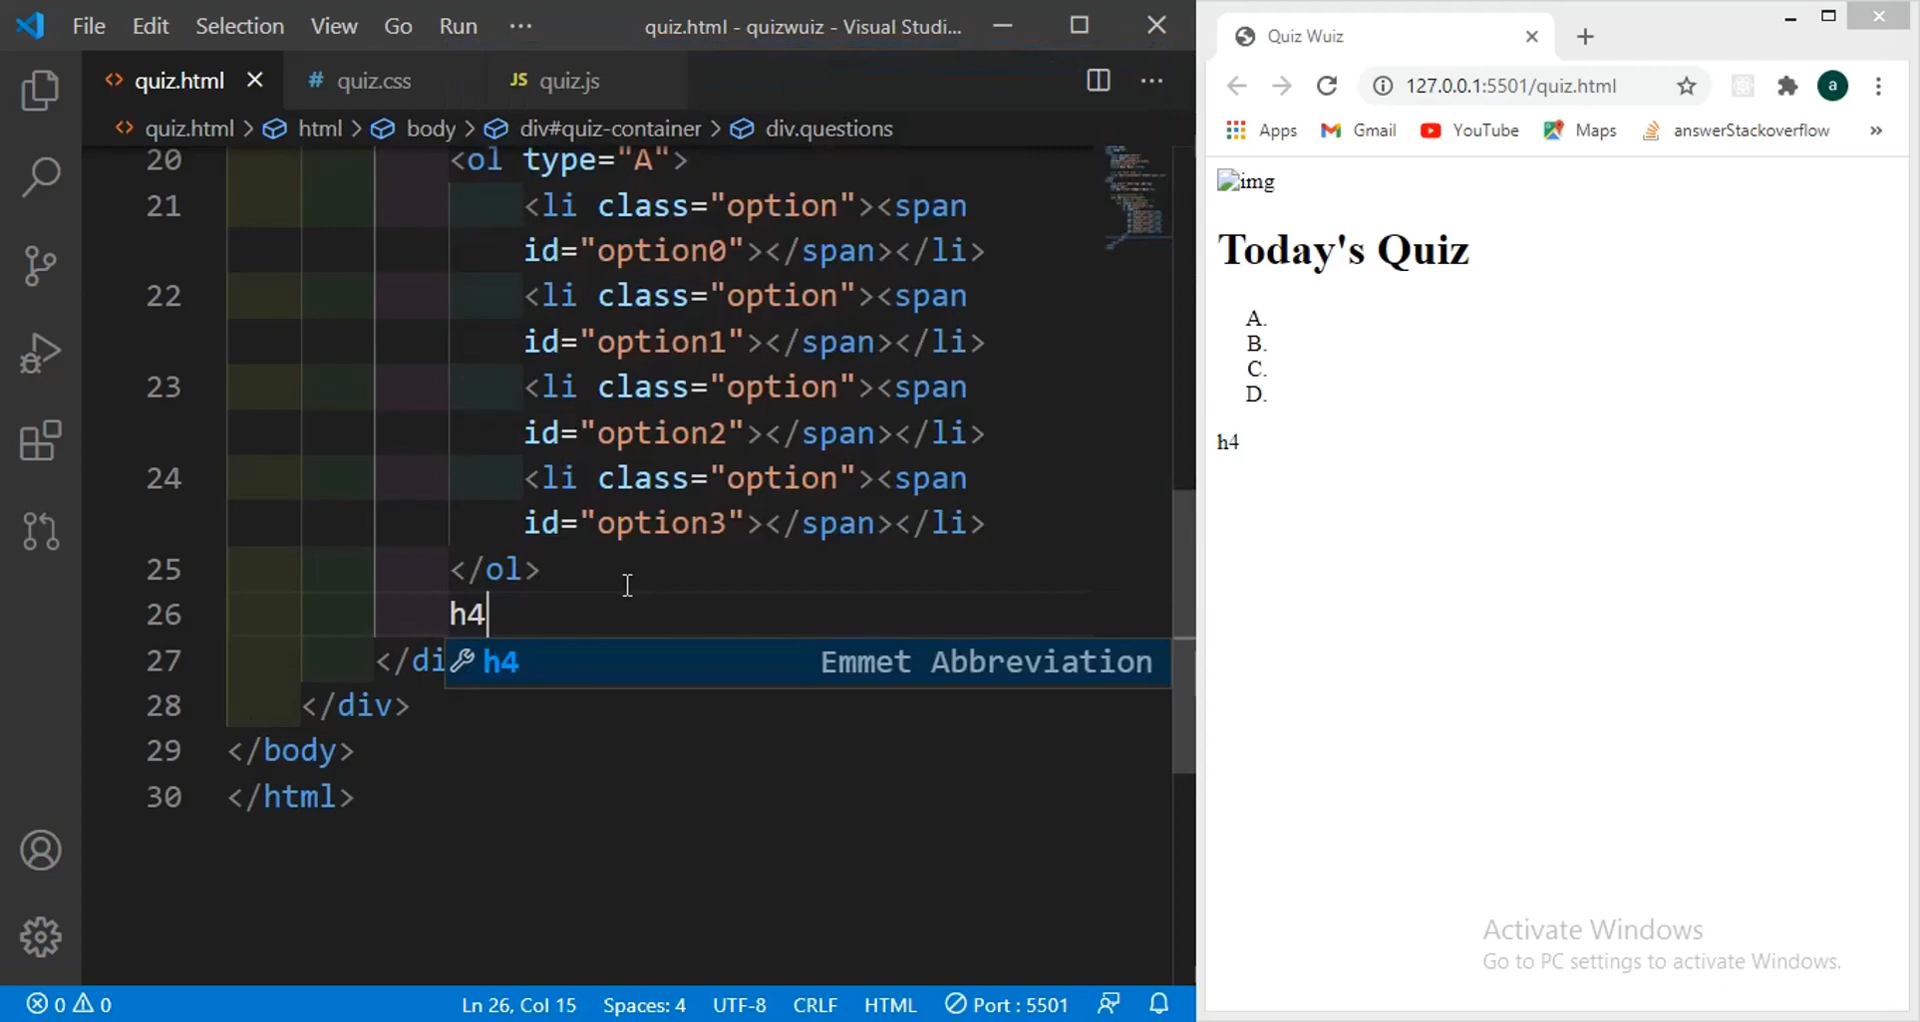 File Edit Selection View Go Run ··· quiz.html - quizwuiz - Visual Studi...
<> quiz.html # quiz.css JS quiz.js ···
<> quiz.html > html > body > div#quiz-container > div.questions
20 <ol type="A">
21 <li class="option"><span
id="option0"></span></li>
22 <li class="option"><span
id="option1"></span></li>
23 <li class="option"><span
id="option2"></span></li>
24 <li class="option"><span
id="option3"></span></li>
25 </ol>
26 h4
27 </di
h4 Emmet Abbreviation
28 </div>
29 </body>
30 </html>
0 0 Ln 26, Col 15 Spaces: 4 UTF-8 CRLF HTML Port : 5501
Quiz Wuiz
127.0.0.1:5501/quiz.html a
Apps Gmail YouTube Maps answerStackoverflow »
img
Today's Quiz
A.
B.
C.
D.
h4
Activate Windows
Go to PC settings to activate Windows.